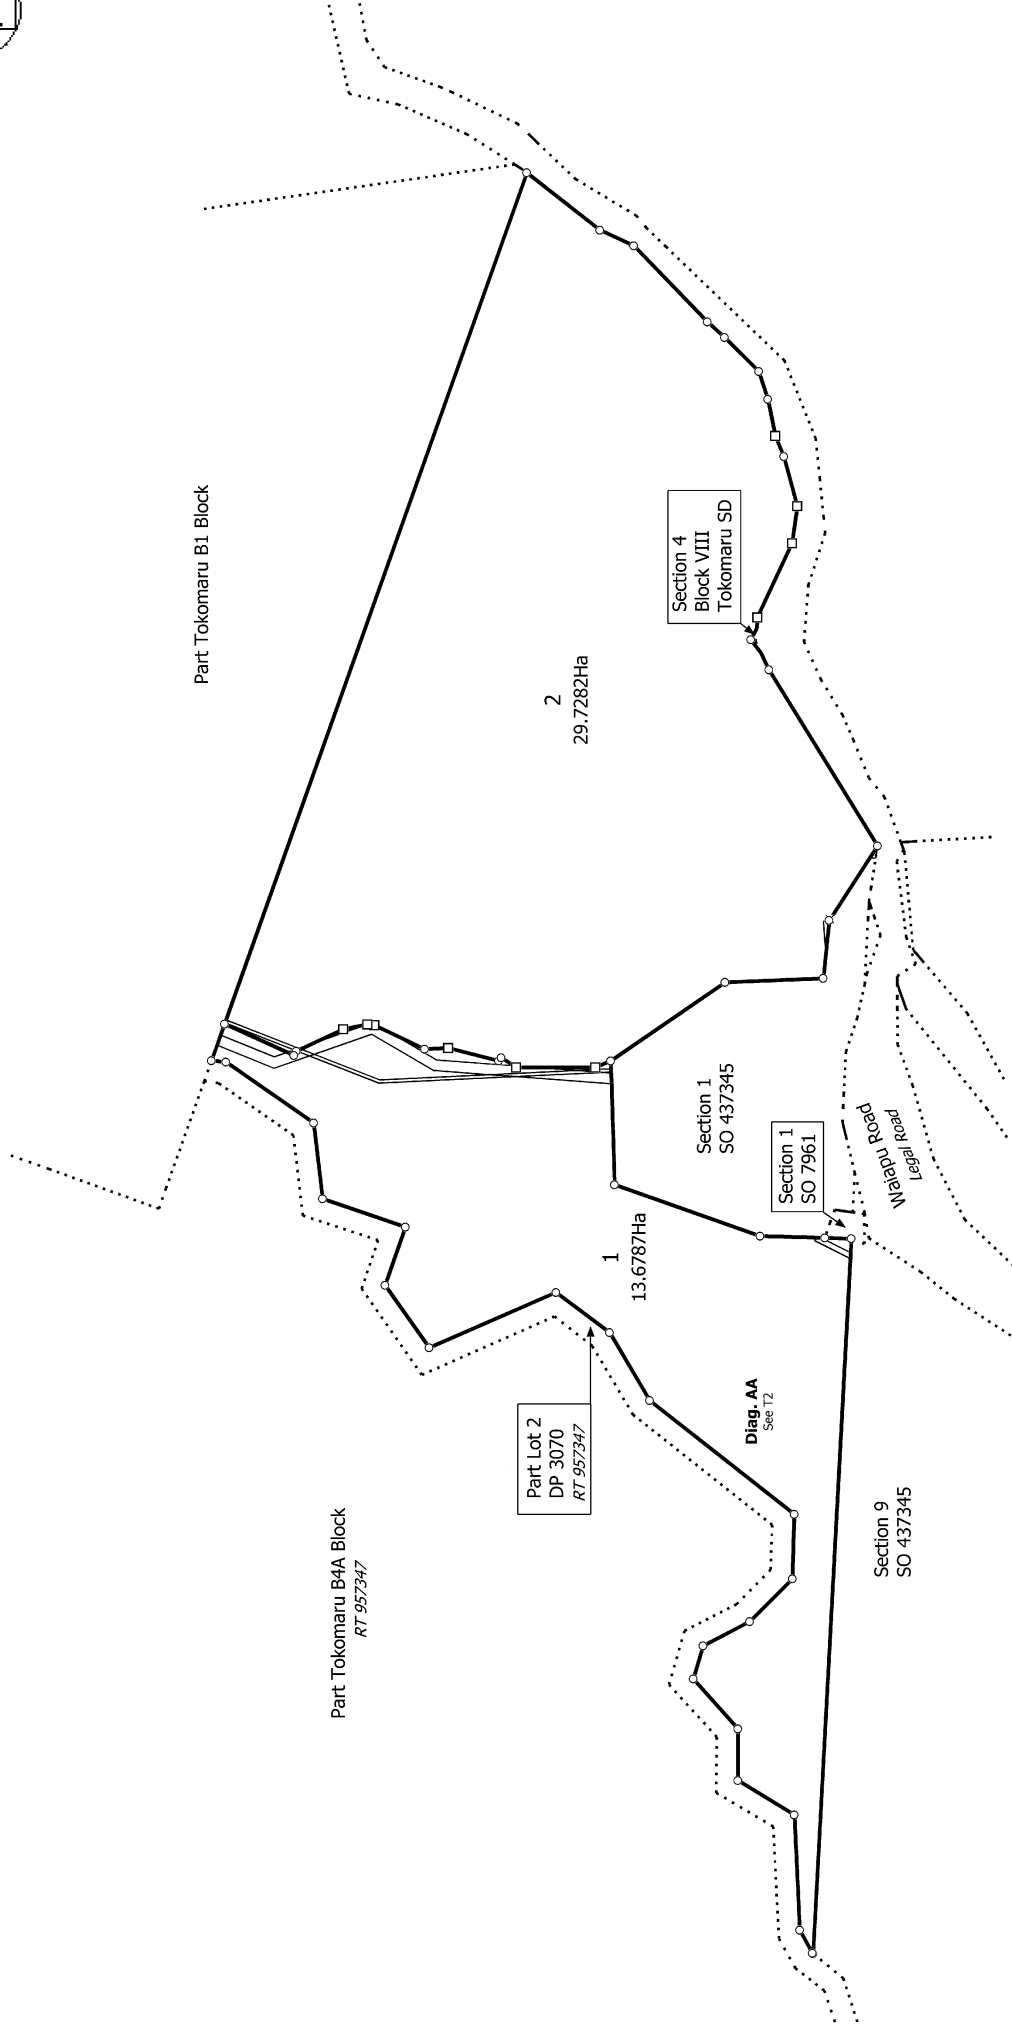 Part Tokomaru B4A Block
RT 957347
Part Tokomaru B1 Block
Part Lot 2
DP 3070
RT 957347
1
13.6787Ha
2
29.7282Ha
Section 4
Block VIII
Tokomaru SD
Diag. AA
See T2
Section 1
SO 437345
Section 1
SO 7961
Section 9
SO 437345
Waiapu Road
Legal Road